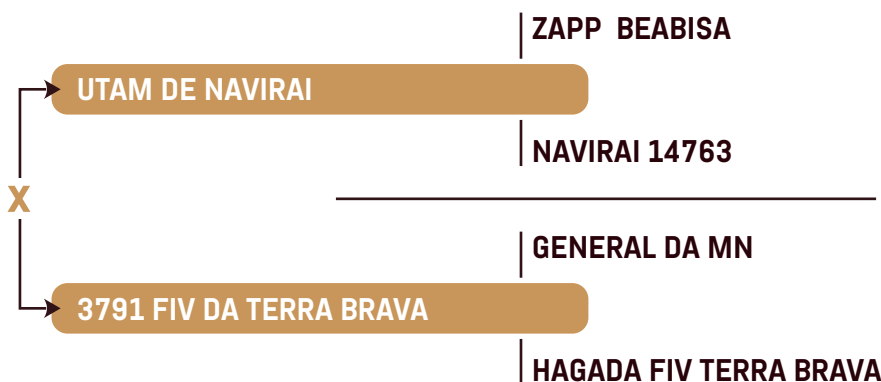 ZAPP BEABISA
UTAM DE NAVIRAI
NAVIRAI 14763
X
GENERAL DA MN
3791 FIV DA TERRA BRAVA
HAGADA FIV TERRA BRAVA